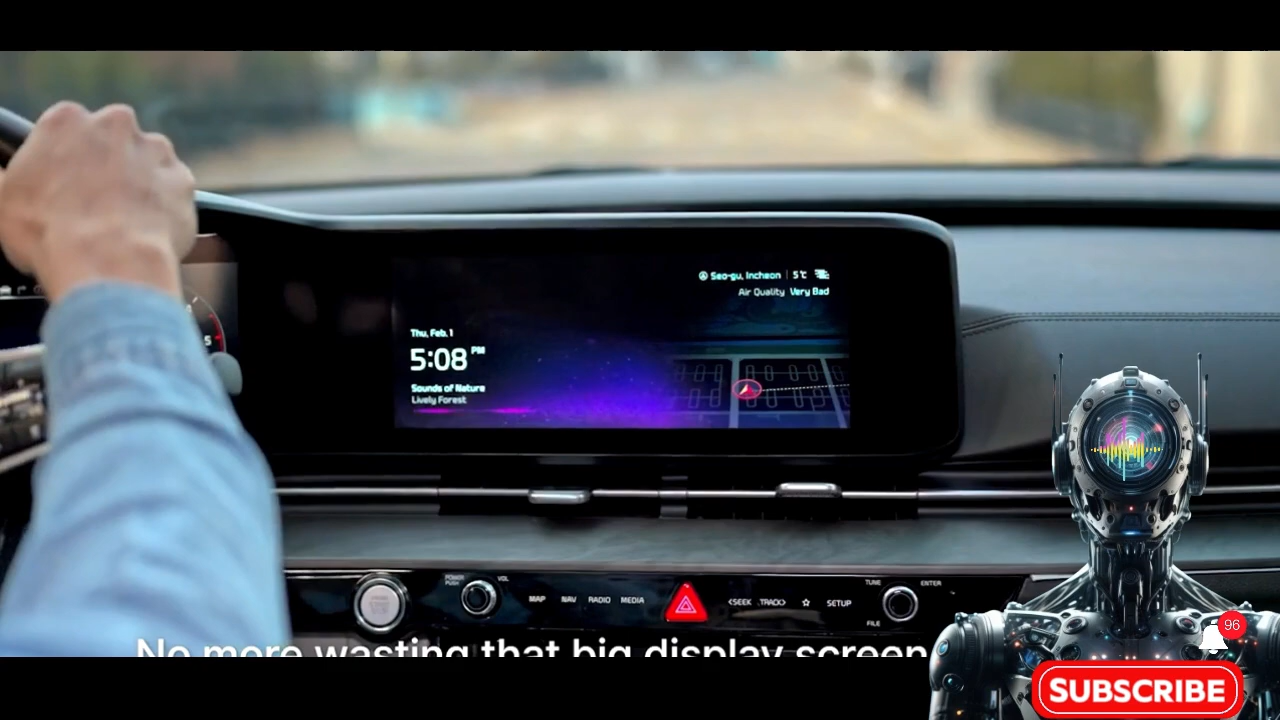 Seo-gu, Incheon | 5℃
Air Quality Very Bad
Thu, Feb. 1
5:08 PM
Sounds of Nature
Lively Forest
5
POWER PUSH
VOL
MAP NAV RADIO MEDIA
<SEEK TRACK> ☆ SETUP
TUNE
FILE
ENTER
No more wasting that big display screen
96
SUBSCRIBE